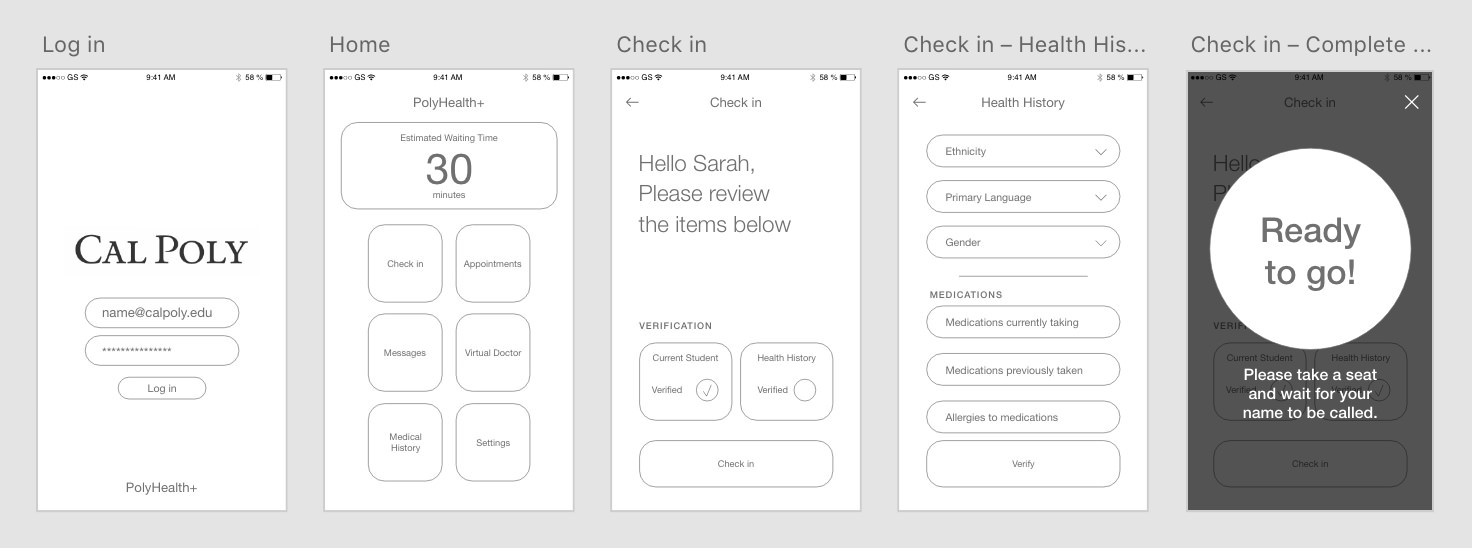 Log in
●●●○○ GS 9:41 AM 58 %
CAL POLY
name@calpoly.edu
***************
Log in
PolyHealth+
Home
●●●○○ GS 9:41 AM 58 %
PolyHealth+
Estimated Waiting Time
30
minutes
Check in
Appointments
Messages
Virtual Doctor
Medical
History
Settings
Check in
●●●○○ GS 9:41 AM 58 %
Check in
Hello Sarah,
Please review
the items below
VERIFICATION
Current Student
Verified
Health History
Verified
Check in
Check in – Health His...
●●●○○ GS 9:41 AM 58 %
Health History
Ethnicity
Primary Language
Gender
MEDICATIONS
Medications currently taking
Medications previously taken
Allergies to medications
Verify
Check in – Complete ...
●●●○○ GS 9:41 AM 58 %
Check in
Hello
Ready
to go!
VERIF
Current Student
Health History
Verified
Verified
Please take a seat
and wait for your
name to be called.
Check in